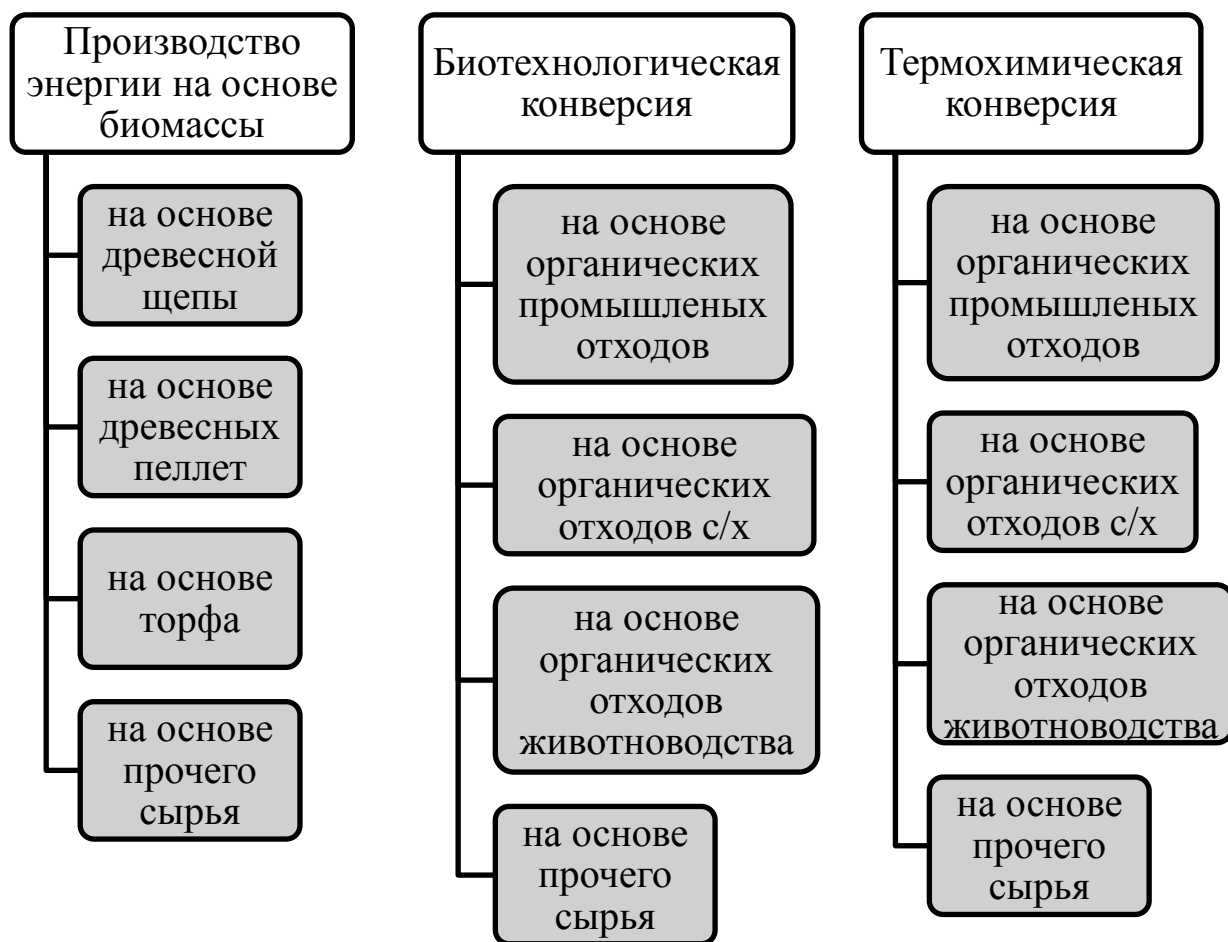 Производство
энергии на основе
биомассы
на основе
древесной
щепы
на основе
древесных
пеллет
на основе
торфа
на основе
прочего
сырья
Биотехнологическая
конверсия
на основе
органических
промышленых
отходов
на основе
органических
отходов с/х
на основе
органических
отходов
животноводства
на основе
прочего
сырья
Термохимическая
конверсия
на основе
органических
промышленых
отходов
на основе
органических
отходов с/х
на основе
органических
отходов
животноводства
на основе
прочего
сырья